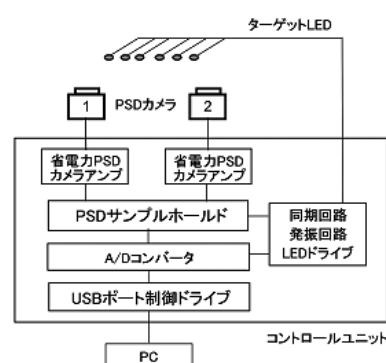 ターゲットLED
1 PSDカメラ 2
省電力PSD
カメラアンプ
省電力PSD
カメラアンプ
PSDサンプルホールド
同期回路
発振回路
LEDドライブ
A/Dコンバータ
USBポート制御ドライブ
コントロールユニット
PC